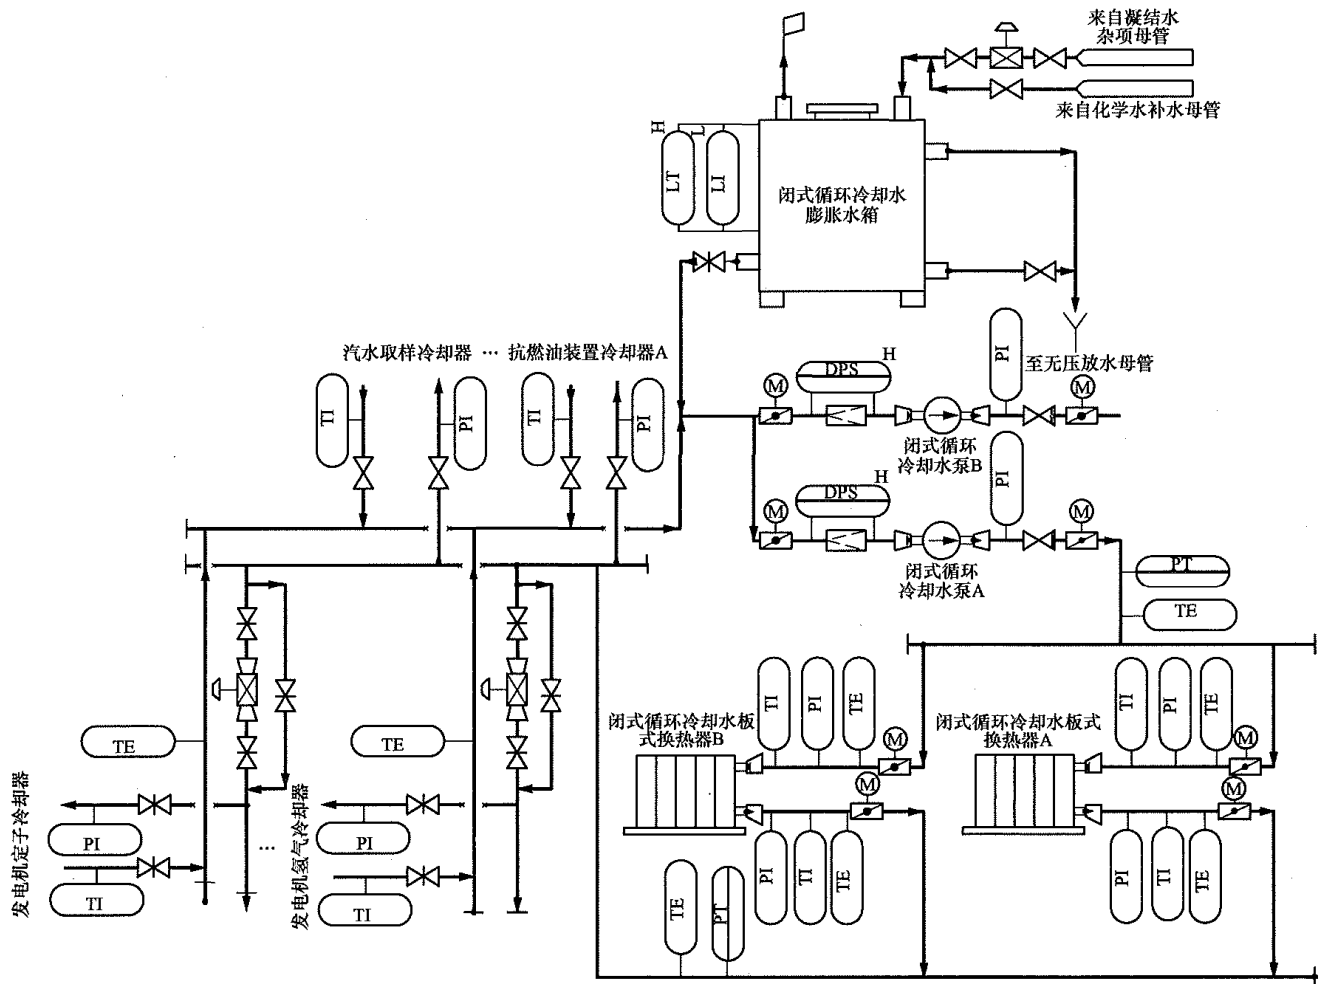 来自凝结水
杂项母管
来自化学水补水母管
H
L
LT
LI
闭式循环冷却水
膨胀水箱
汽水取样冷却器 … 抗燃油装置冷却器A
至无压放水母管
TI
PI
TI
PI
M
DPS
H
PI
M
闭式循环
冷却水泵B
M
DPS
H
PI
M
闭式循环
冷却水泵A
PT
TE
闭式循环冷却水板
式换热器B
TI
PI
TE
M
M
闭式循环冷却水板式
换热器A
TI
PI
TE
M
M
TE
TE
发电机定子冷却器
PI
TI
…
发电机氢气冷却器
PI
TI
PI
TI
TE
PI
TI
TE
TE
PT